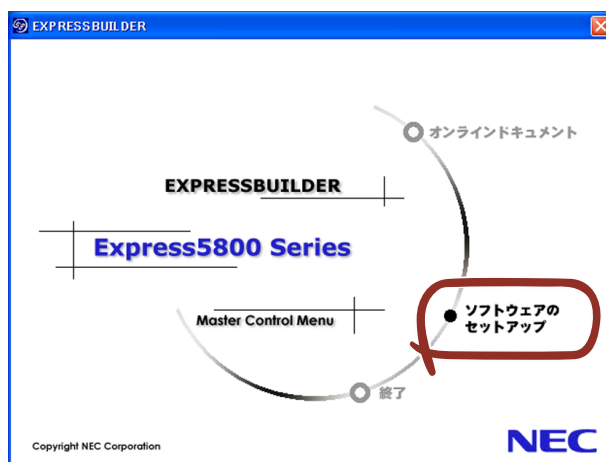 EXPRESSBUILDER
オンラインドキュメント
EXPRESSBUILDER
Express5800 Series
ソフトウェアの
セットアップ
Master Control Menu
終了
Copyright NEC Corporation
NEC